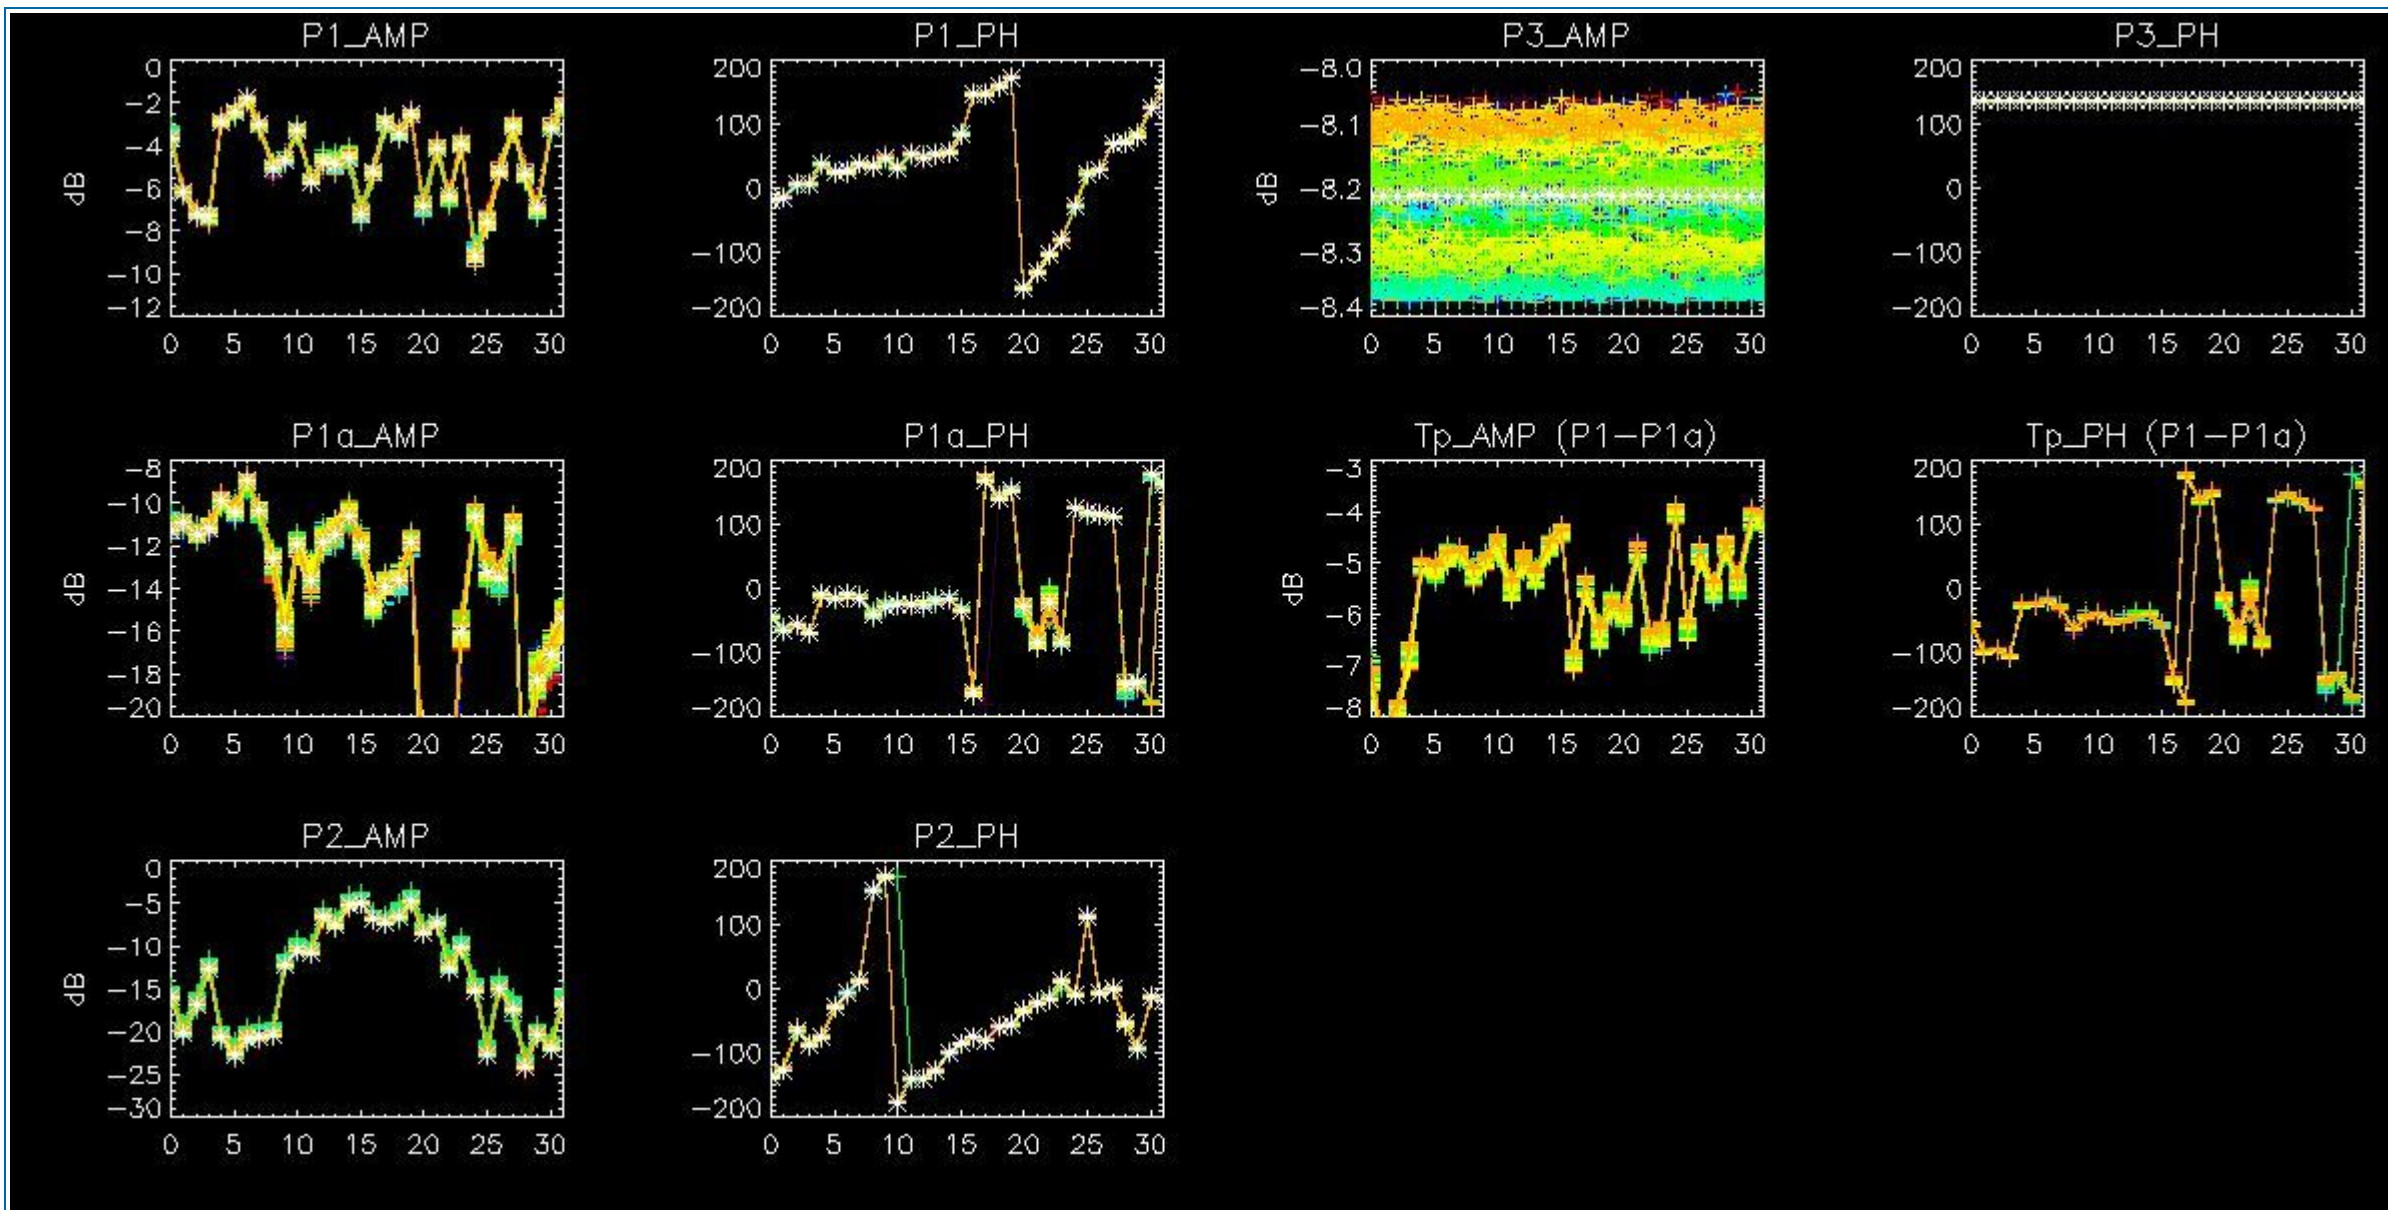 P1_AMP
0
−2
−4
−6
−8
−10
−12
dB
0 5 10 15 20 25 30
P1_PH
200
100
0
−100
−200
0 5 10 15 20 25 30
P3_AMP
−8.0
−8.1
−8.2
−8.3
−8.4
dB
0 5 10 15 20 25 30
P3_PH
200
100
0
−100
−200
0 5 10 15 20 25 30
P1a_AMP
−8
−10
−12
−14
−16
−18
−20
dB
0 5 10 15 20 25 30
P1a_PH
200
100
0
−100
−200
0 5 10 15 20 25 30
Tp_AMP (P1−P1a)
−3
−4
−5
−6
−7
−8
dB
0 5 10 15 20 25 30
Tp_PH (P1−P1a)
200
100
0
−100
−200
0 5 10 15 20 25 30
P2_AMP
0
−5
−10
−15
−20
−25
−30
dB
0 5 10 15 20 25 30
P2_PH
200
100
0
−100
−200
0 5 10 15 20 25 30